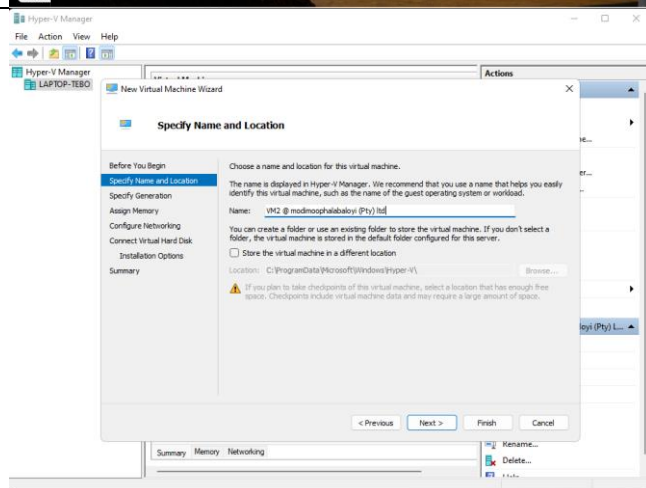 Hyper-V Manager
File Action View Help
Hyper-V Manager
LAPTOP-TEBO
Actions
New Virtual Machine Wizard
Specify Name and Location
Before You Begin
Specify Name and Location
Specify Generation
Assign Memory
Configure Networking
Connect Virtual Hard Disk
Installation Options
Summary
Choose a name and location for this virtual machine.
The name is displayed in Hyper-V Manager. We recommend that you use a name that helps you easily
identify this virtual machine, such as the name of the guest operating system or workload.
Name: VM2 @ modimoophalabaloyi (Pty) ltd
You can create a folder or use an existing folder to store the virtual machine. If you don't select a
folder, the virtual machine is stored in the default folder configured for this server.
Store the virtual machine in a different location
Location: C:\ProgramData\Microsoft\Windows\Hyper-V\ Browse...
If you plan to take checkpoints of this virtual machine, select a location that has enough free
space. Checkpoints include virtual machine data and may require a large amount of space.
loyi (Pty) L...
< Previous Next > Finish Cancel
Summary Memory Networking
Rename...
Delete...